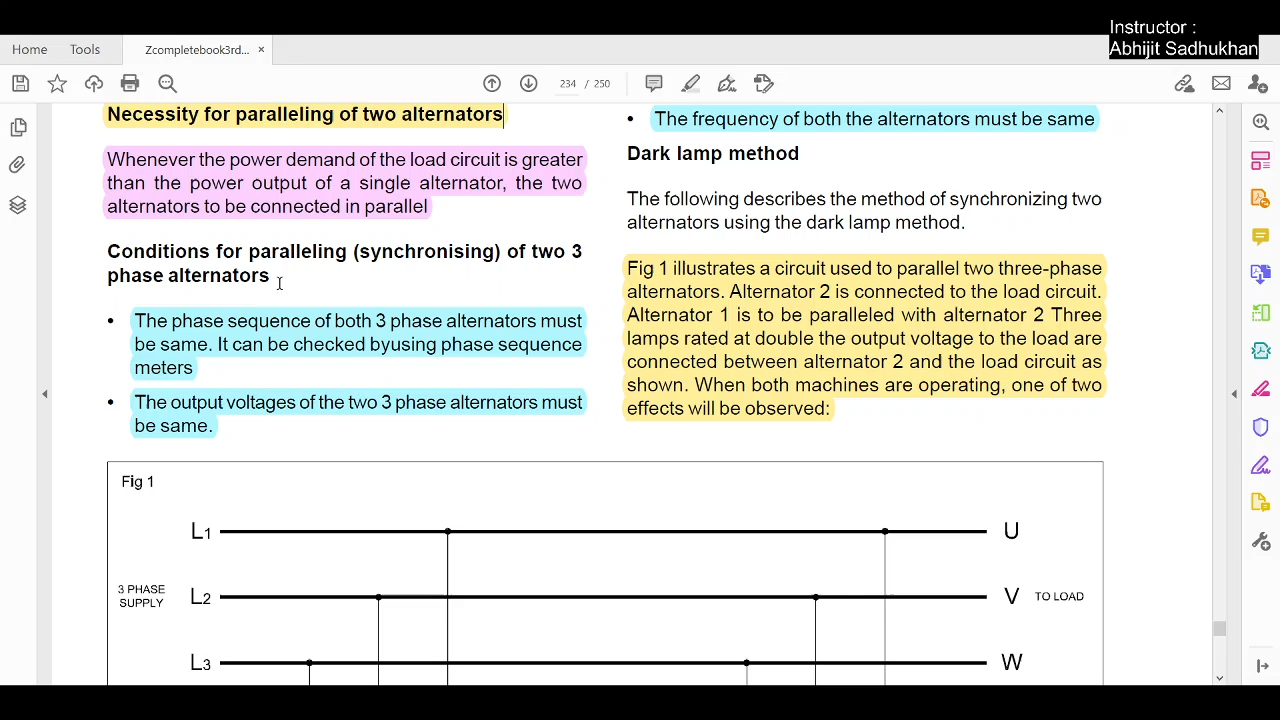 Instructor :
Abhijit Sadhukhan
Home
Tools
Zcompletebook3rd...
×
234 / 250
Necessity for paralleling of two alternators
Whenever the power demand of the load circuit is greater
than the power output of a single alternator, the two
alternators to be connected in parallel
Conditions for paralleling (synchronising) of two 3
phase alternators
• The phase sequence of both 3 phase alternators must
be same. It can be checked byusing phase sequence
meters
• The output voltages of the two 3 phase alternators must
be same.
• The frequency of both the alternators must be same
Dark lamp method
The following describes the method of synchronizing two
alternators using the dark lamp method.
Fig 1 illustrates a circuit used to parallel two three-phase
alternators. Alternator 2 is connected to the load circuit.
Alternator 1 is to be paralleled with alternator 2 Three
lamps rated at double the output voltage to the load are
connected between alternator 2 and the load circuit as
shown. When both machines are operating, one of two
effects will be observed:
Fig 1
L1
U
3 PHASE
SUPPLY
L2
V
TO LOAD
L3
W